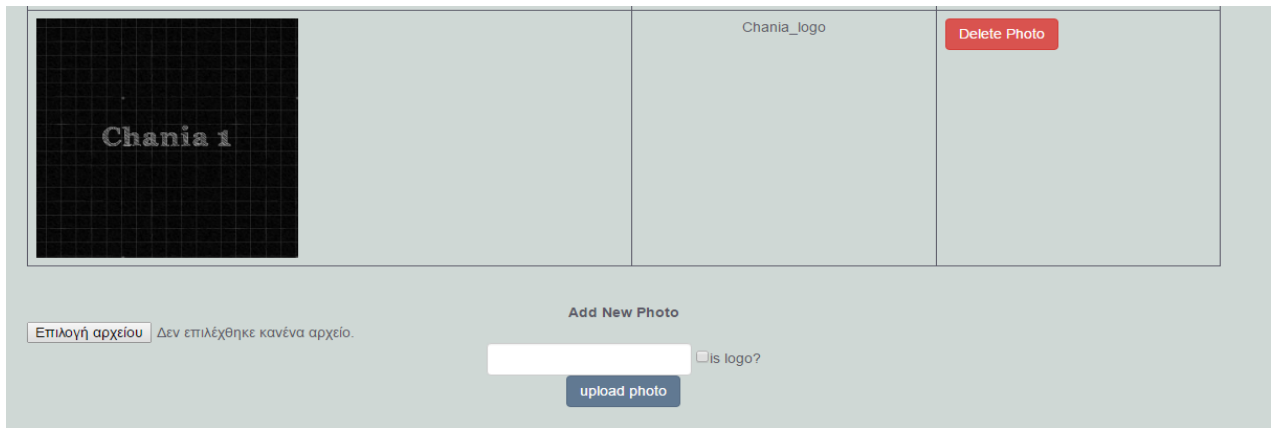 Chania_logo
Delete Photo
Chania 1
Add New Photo
Επιλογή αρχείου Δεν επιλέχθηκε κανένα αρχείο.
is logo?
upload photo